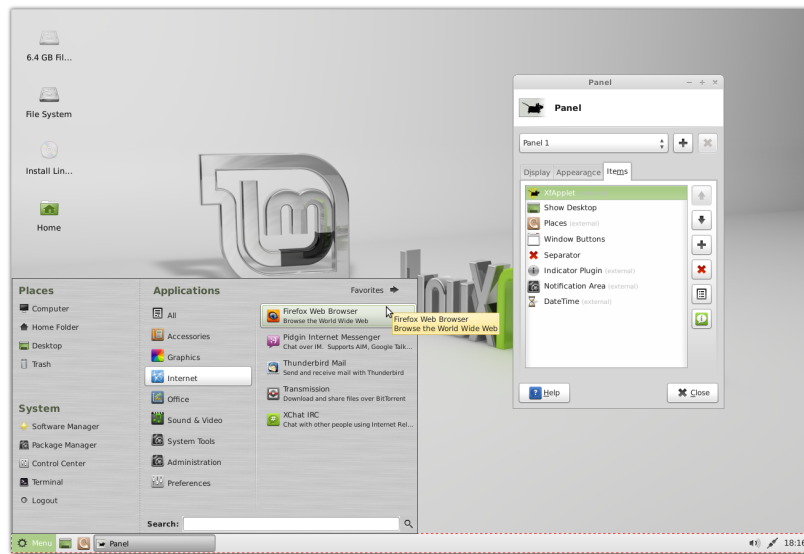 6.4 GB Fil...
File System
Install Lin...
Home
Panel
Panel
Panel 1
Display
Appearance
Items
XfApplet
Show Desktop
Places (external)
Window Buttons
Separator
Indicator Plugin (external)
Notification Area (external)
DateTime (external)
Help
Close
Places
Computer
Home Folder
Desktop
Trash
System
Software Manager
Package Manager
Control Center
Terminal
Logout
Applications
Favorites
All
Accessories
Graphics
Internet
Office
Sound & Video
System Tools
Administration
Preferences
Firefox Web Browser
Browse the World Wide Web
Pidgin Internet Messenger
Chat over IM. Supports AIM, Google Talk...
Thunderbird Mail
Send and receive mail with Thunderbird
Transmission
Download and share files over BitTorrent
XChat IRC
Chat with other people using Internet Rel...
Firefox Web Browser
Browse the World Wide Web
Search:
Menu
Panel
18:16